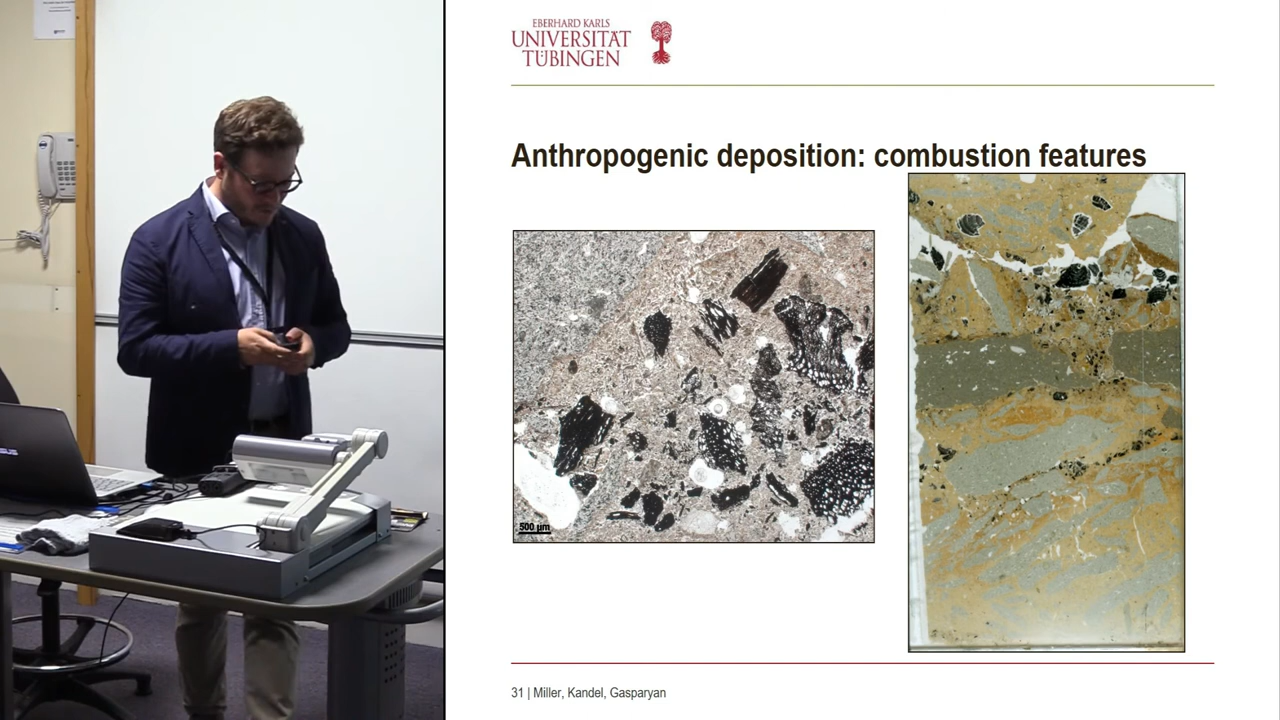 EBERHARD KARLS
UNIVERSITÄT
TÜBINGEN
Anthropogenic deposition: combustion features
500 µm
31 | Miller, Kandel, Gasparyan